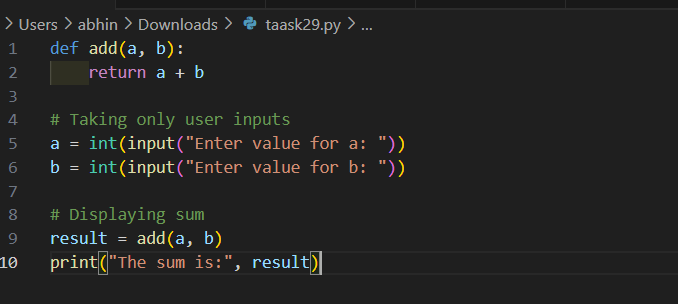 > Users > abhin > Downloads > taask29.py > ...
1 def add(a, b):
2     return a + b
3
4 # Taking only user inputs
5 a = int(input("Enter value for a: "))
6 b = int(input("Enter value for b: "))
7
8 # Displaying sum
9 result = add(a, b)
10 print("The sum is:", result)